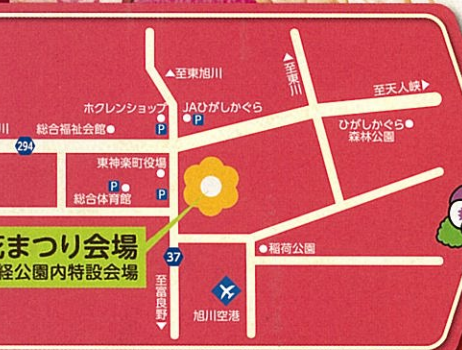 ▲至東旭川
▲至東川
至天人峡▶
ホクレンショップ
JAひがしかぐら
P
P
川
総合福祉会館
ひがしかぐら
森林公園
294
東神楽町役場
P
総合体育館
P
花まつり会場
経公園内特設会場
37
稲荷公園
至富良野▼
旭川空港